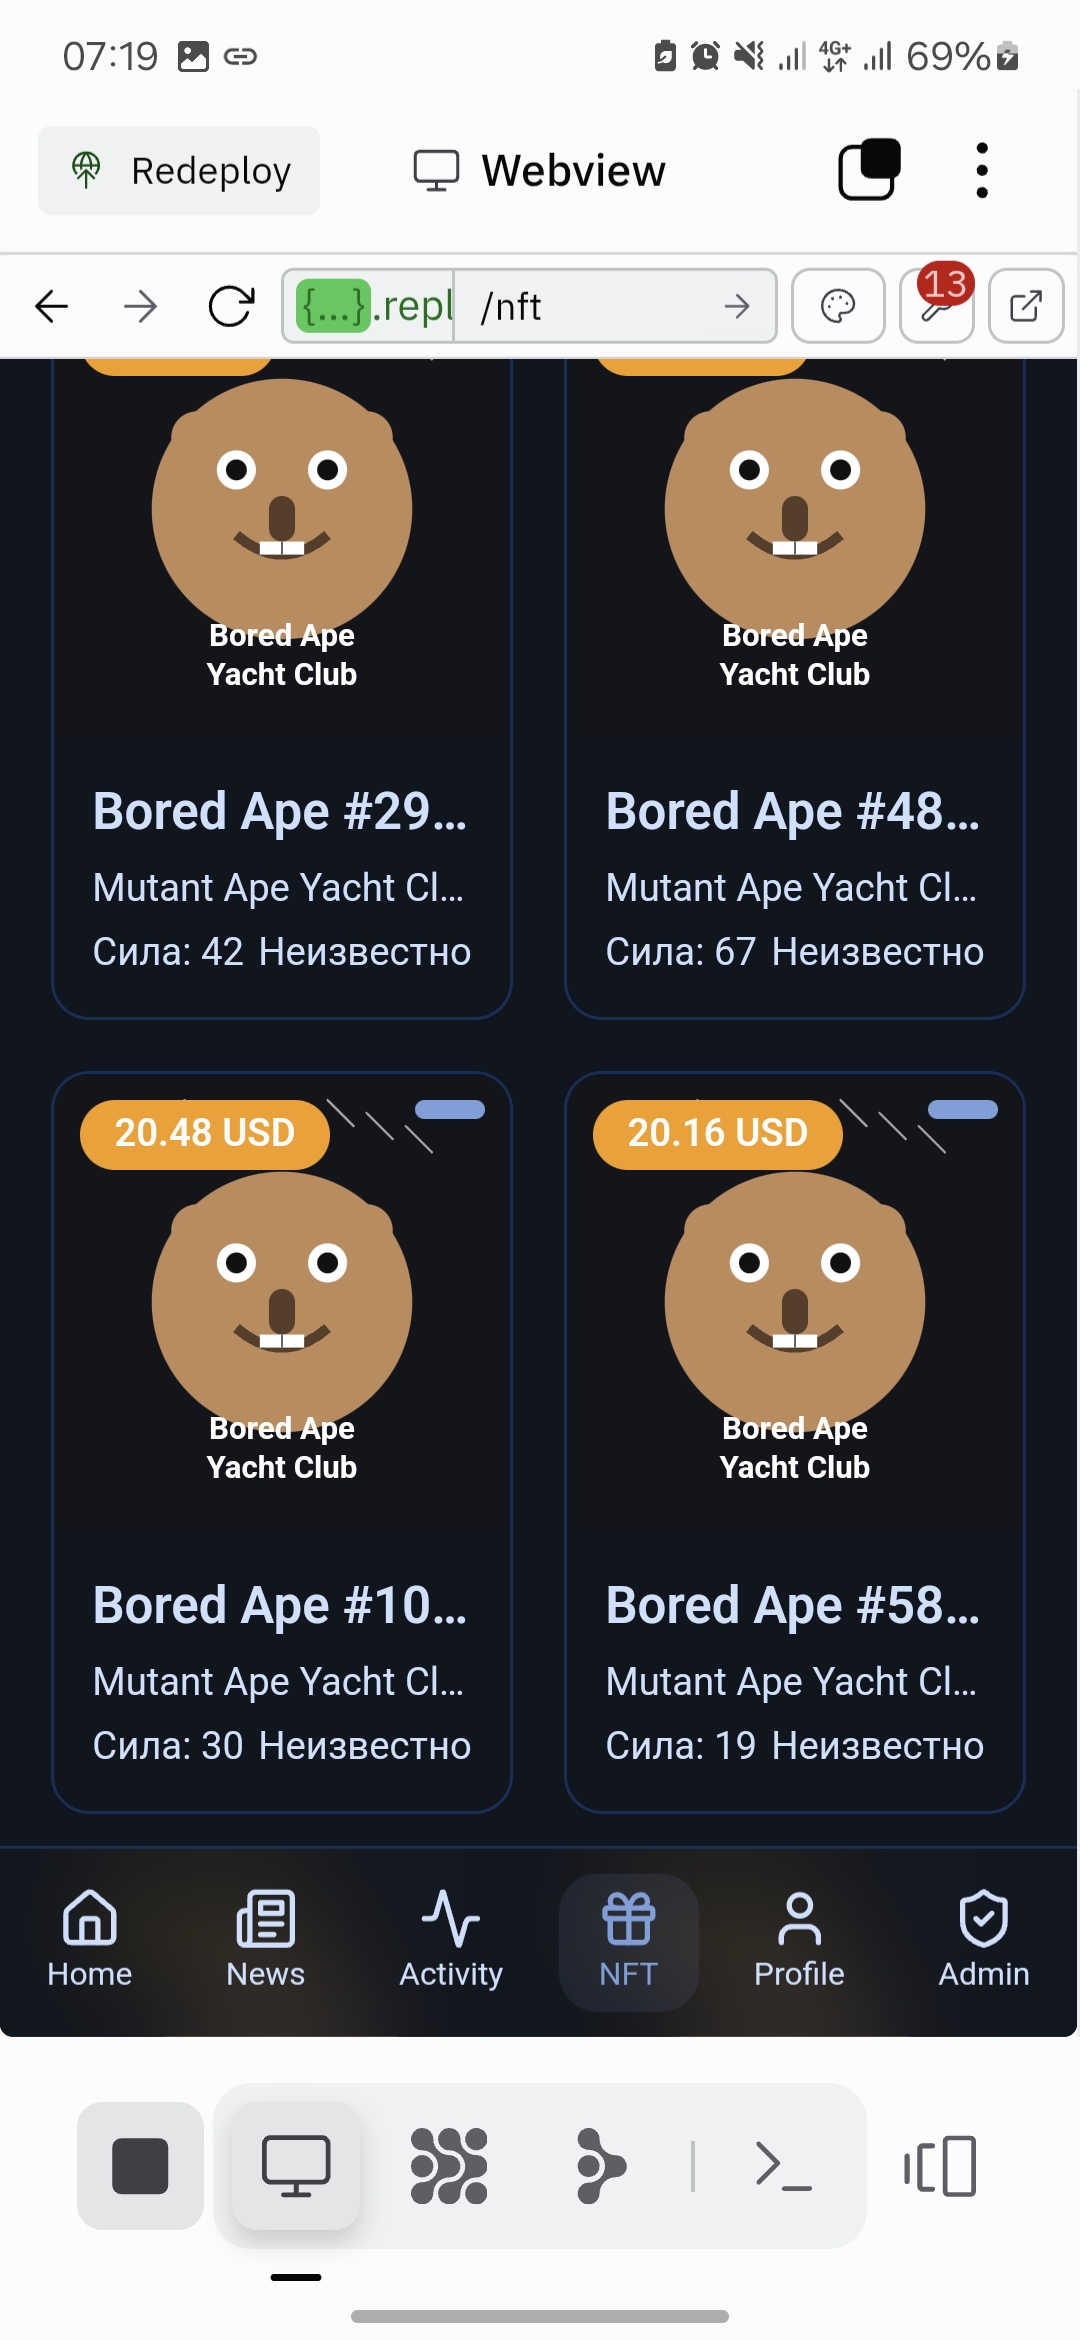 07:19
4G+
69%
Redeploy
Webview
{...}.repl
/nft
13
Bored Ape
Yacht Club
Bored Ape
Yacht Club
Bored Ape #29...
Bored Ape #48...
Mutant Ape Yacht Cl...
Mutant Ape Yacht Cl...
Сила: 42 Неизвестно
Сила: 67 Неизвестно
20.48 USD
20.16 USD
Bored Ape
Yacht Club
Bored Ape
Yacht Club
Bored Ape #10...
Bored Ape #58...
Mutant Ape Yacht Cl...
Mutant Ape Yacht Cl...
Сила: 30 Неизвестно
Сила: 19 Неизвестно
Home
News
Activity
NFT
Profile
Admin